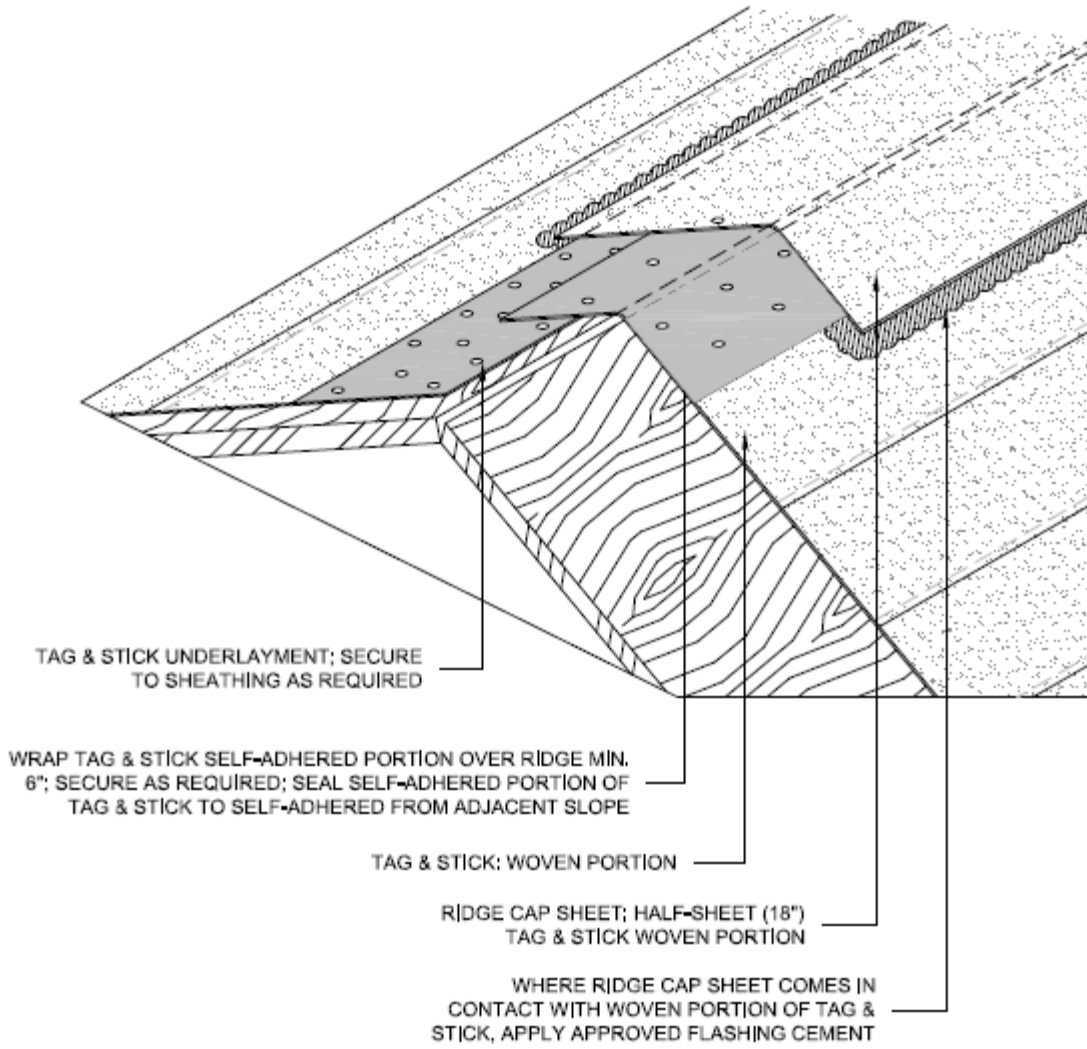 TAG & STICK UNDERLAYMENT; SECURE
TO SHEATHING AS REQUIRED
WRAP TAG & STICK SELF-ADHERED PORTION OVER RIDGE MIN.
6"; SECURE AS REQUIRED; SEAL SELF-ADHERED PORTION OF
TAG & STICK TO SELF-ADHERED FROM ADJACENT SLOPE
TAG & STICK: WOVEN PORTION
RIDGE CAP SHEET; HALF-SHEET (18")
TAG & STICK WOVEN PORTION
WHERE RIDGE CAP SHEET COMES IN
CONTACT WITH WOVEN PORTION OF TAG &
STICK, APPLY APPROVED FLASHING CEMENT